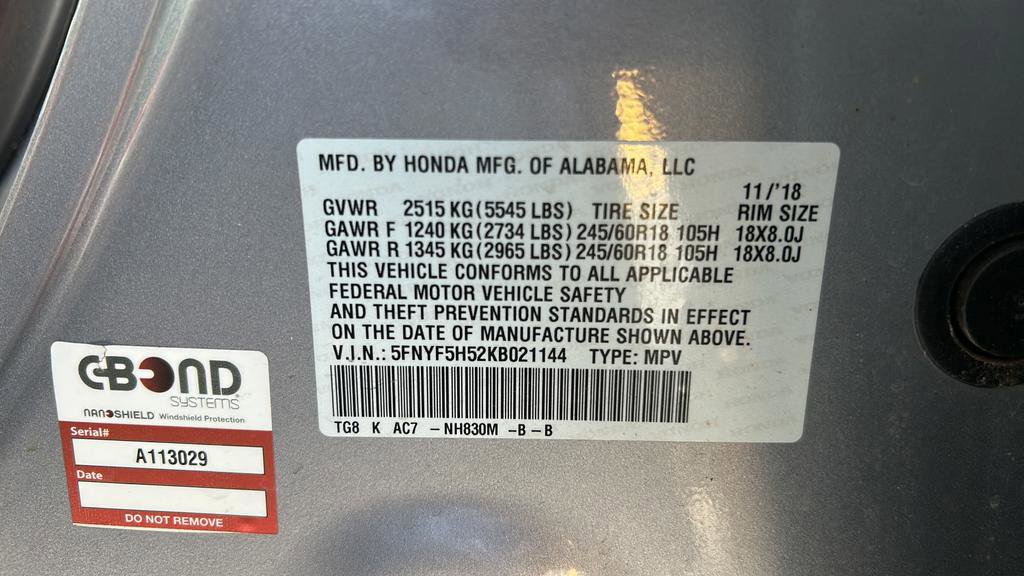 MFD. BY HONDA MFG. OF ALABAMA, LLC
11/'18
GVWR 2515 KG(5545 LBS) TIRE SIZE RIM SIZE
GAWR F 1240 KG(2734 LBS) 245/60R18 105H 18X8.0J
GAWR R 1345 KG(2965 LBS) 245/60R18 105H 18X8.0J
THIS VEHICLE CONFORMS TO ALL APPLICABLE
FEDERAL MOTOR VEHICLE SAFETY
AND THEFT PREVENTION STANDARDS IN EFFECT
ON THE DATE OF MANUFACTURE SHOWN ABOVE.
V.I.N.: 5FNYF5H52KB021144 TYPE: MPV
TG8 K AC7 -NH830M -B-B
C-BOND
SYSTEMS
NANOSHIELD Windshield Protection
Serial#
A113029
Date
DO NOT REMOVE